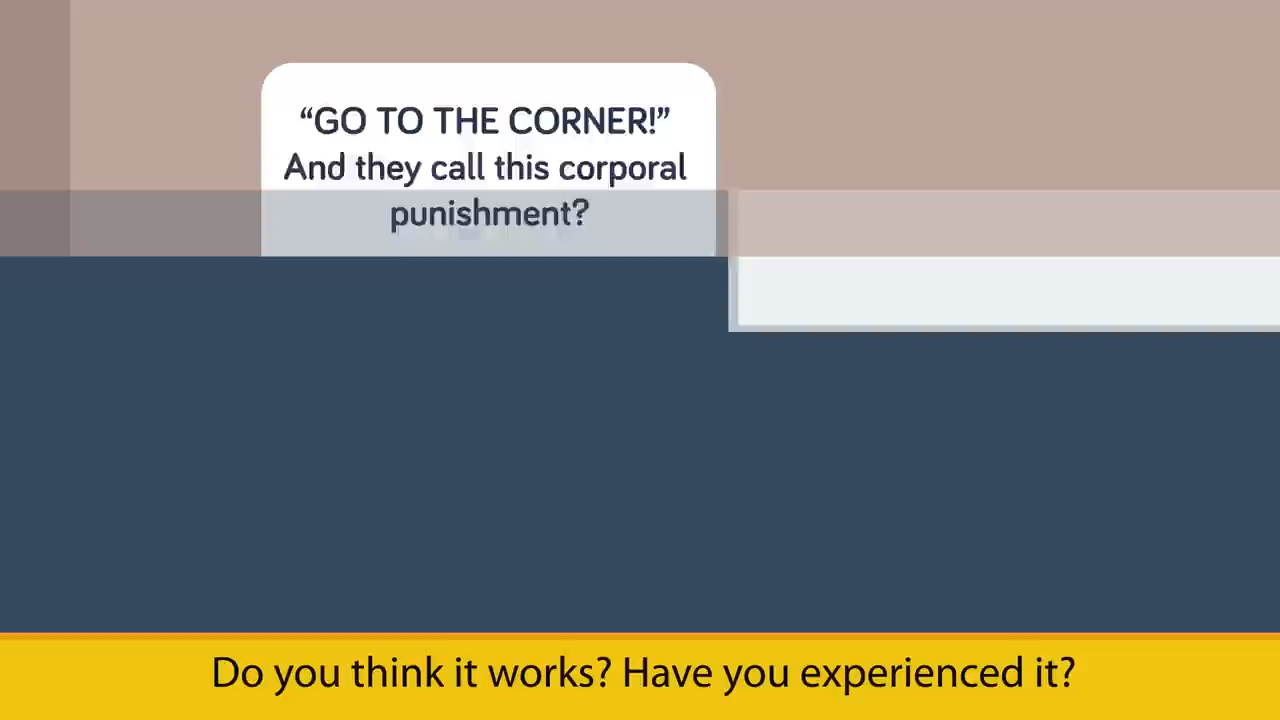 “GO TO THE CORNER!”
And they call this corporal
punishment?
Do you think it works? Have you experienced it?